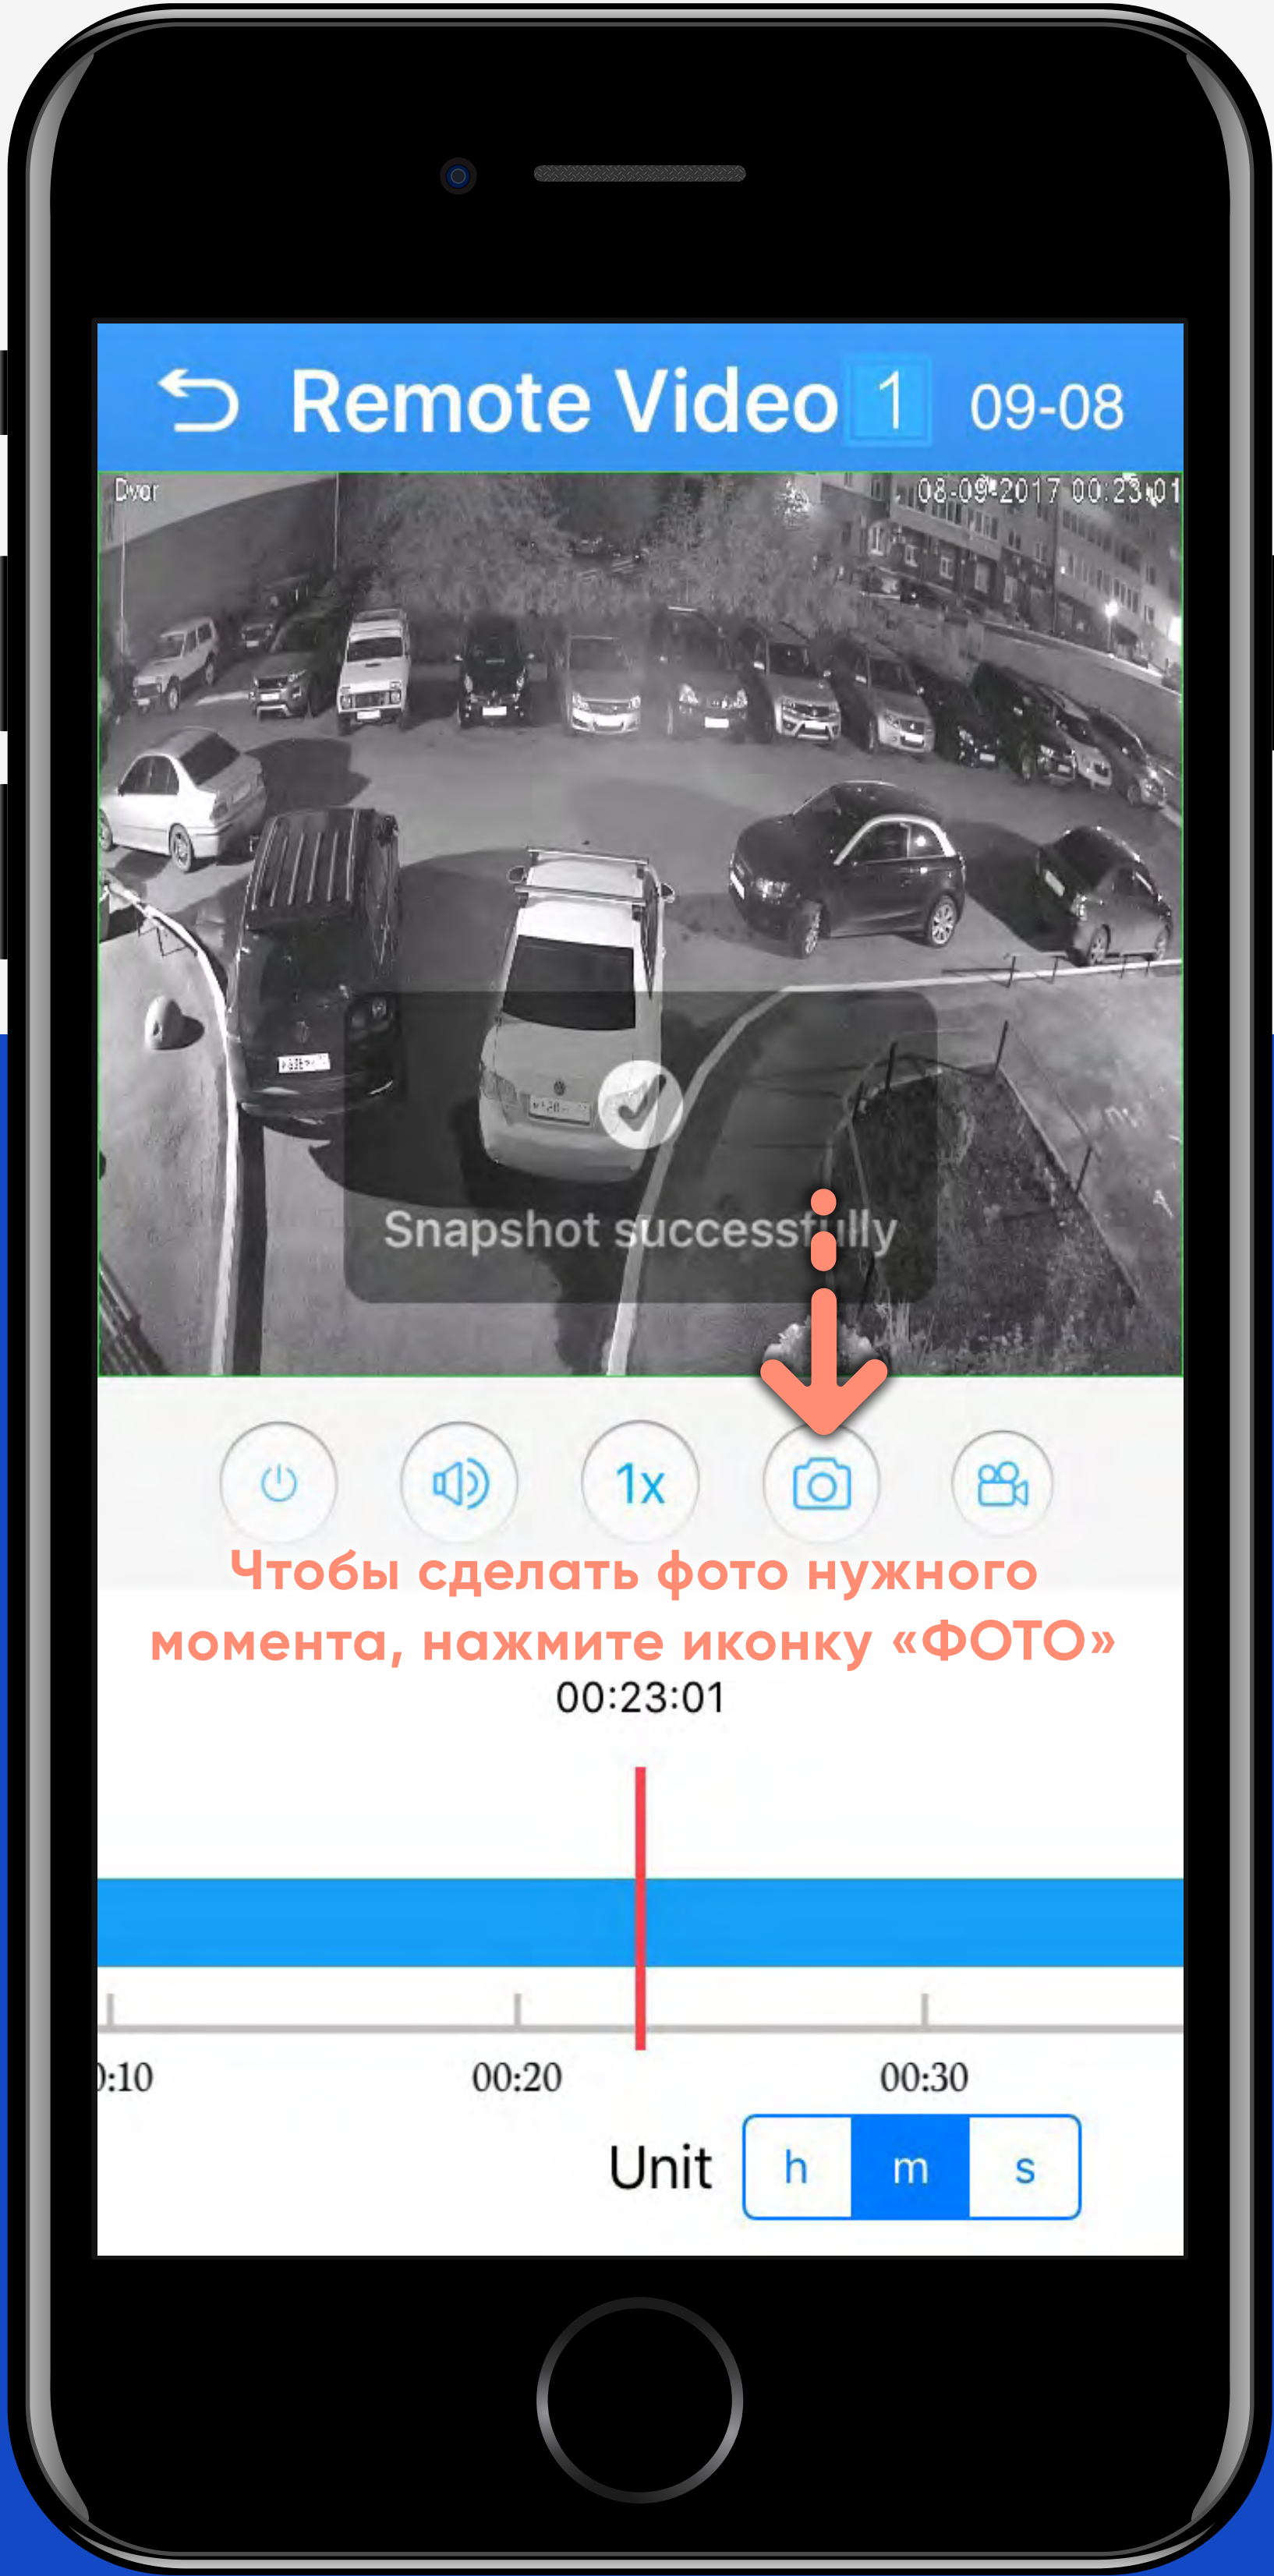 Remote Video 1 09-08
Dvor 08-09-2017 00:23:01
Snapshot successfully
1x
Чтобы сделать фото нужного
момента, нажмите иконку «ФОТО»
00:23:01
00:20 00:30
Unit h m s